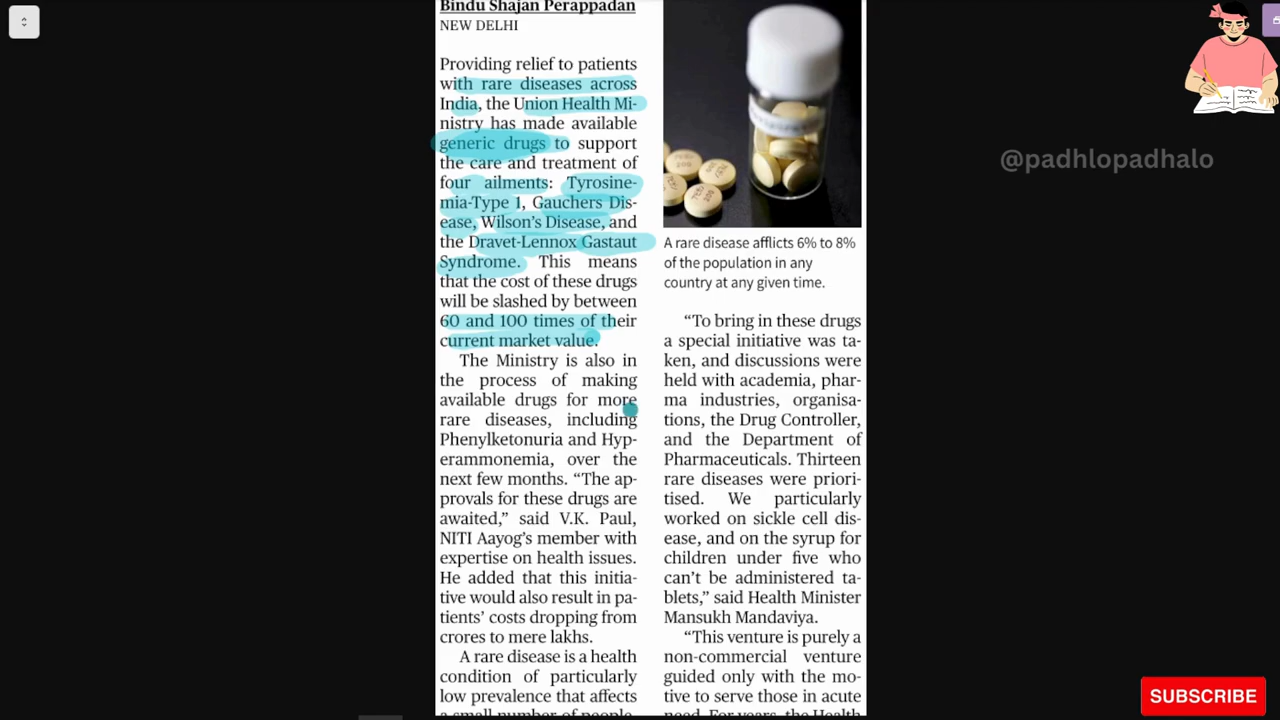 Bindu Shajan Perappadan
NEW DELHI
Providing relief to patients
with rare diseases across
India, the Union Health Mi-
nistry has made available
generic drugs to support
the care and treatment of
four ailments: Tyrosine-
mia-Type 1, Gauchers Dis-
ease, Wilson’s Disease, and
the Dravet-Lennox Gastaut
Syndrome. This means
that the cost of these drugs
will be slashed by between
60 and 100 times of their
current market value.
The Ministry is also in
the process of making
available drugs for more
rare diseases, including
Phenylketonuria and Hyp-
erammonemia, over the
next few months. “The ap-
provals for these drugs are
awaited,” said V.K. Paul,
NITI Aayog’s member with
expertise on health issues.
He added that this initia-
tive would also result in pa-
tients’ costs dropping from
crores to mere lakhs.
A rare disease is a health
condition of particularly
low prevalence that affects
a small number of people
A rare disease afflicts 6% to 8%
of the population in any
country at any given time.
“To bring in these drugs
a special initiative was ta-
ken, and discussions were
held with academia, phar-
ma industries, organisa-
tions, the Drug Controller,
and the Department of
Pharmaceuticals. Thirteen
rare diseases were priori-
tised. We particularly
worked on sickle cell dis-
ease, and on the syrup for
children under five who
can’t be administered ta-
blets,” said Health Minister
Mansukh Mandaviya.
“This venture is purely a
non-commercial venture
guided only with the mo-
tive to serve those in acute
need. For years, the Health
@padhlopadhalo
SUBSCRIBE